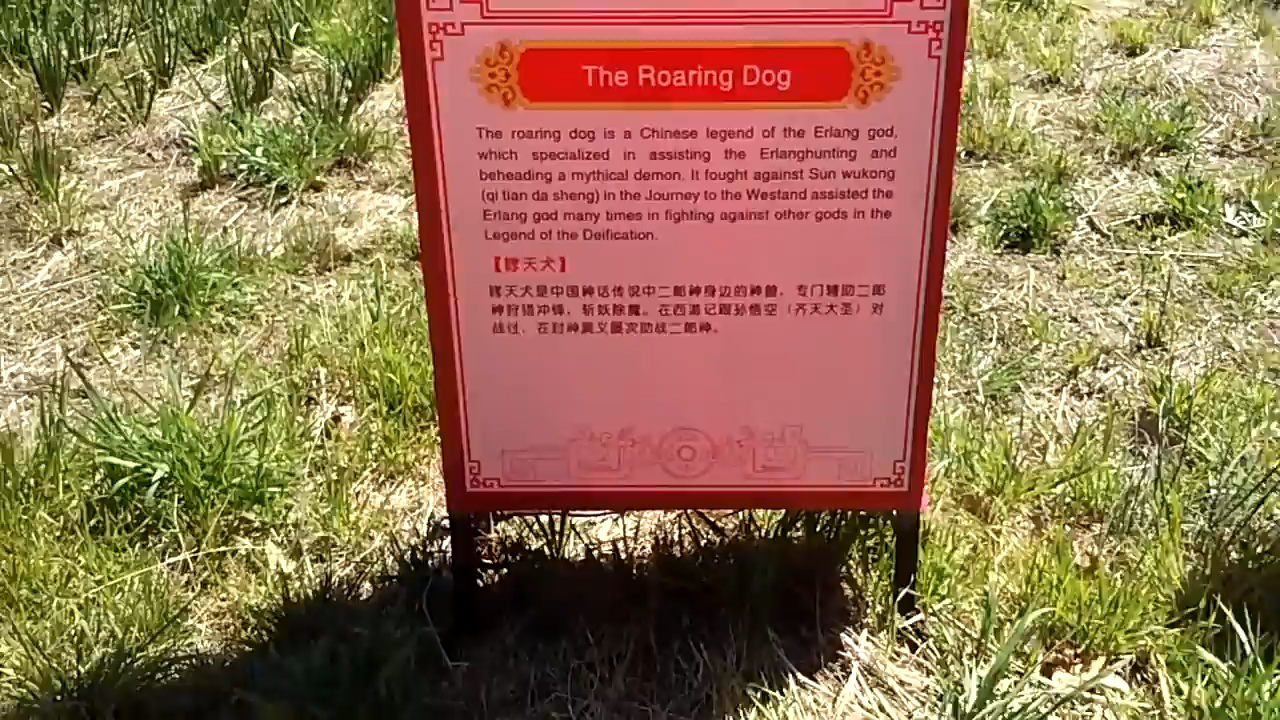 The Roaring Dog
The roaring dog is a Chinese legend of the Erlang god,
which specialized in assisting the Erlanghunting and
beheading a mythical demon. It fought against Sun wukong
(qi tian da sheng) in the Journey to the Westand assisted the
Erlang god many times in fighting against other gods in the
Legend of the Deification.
【哮天犬】
哮天犬是中国神话传说中二郎神身边的神兽，专门辅助二郎
神狩猎冲锋，斩妖除魔。在西游记跟孙悟空（齐天大圣）对
战过，在封神演义屡次助战二郎神。